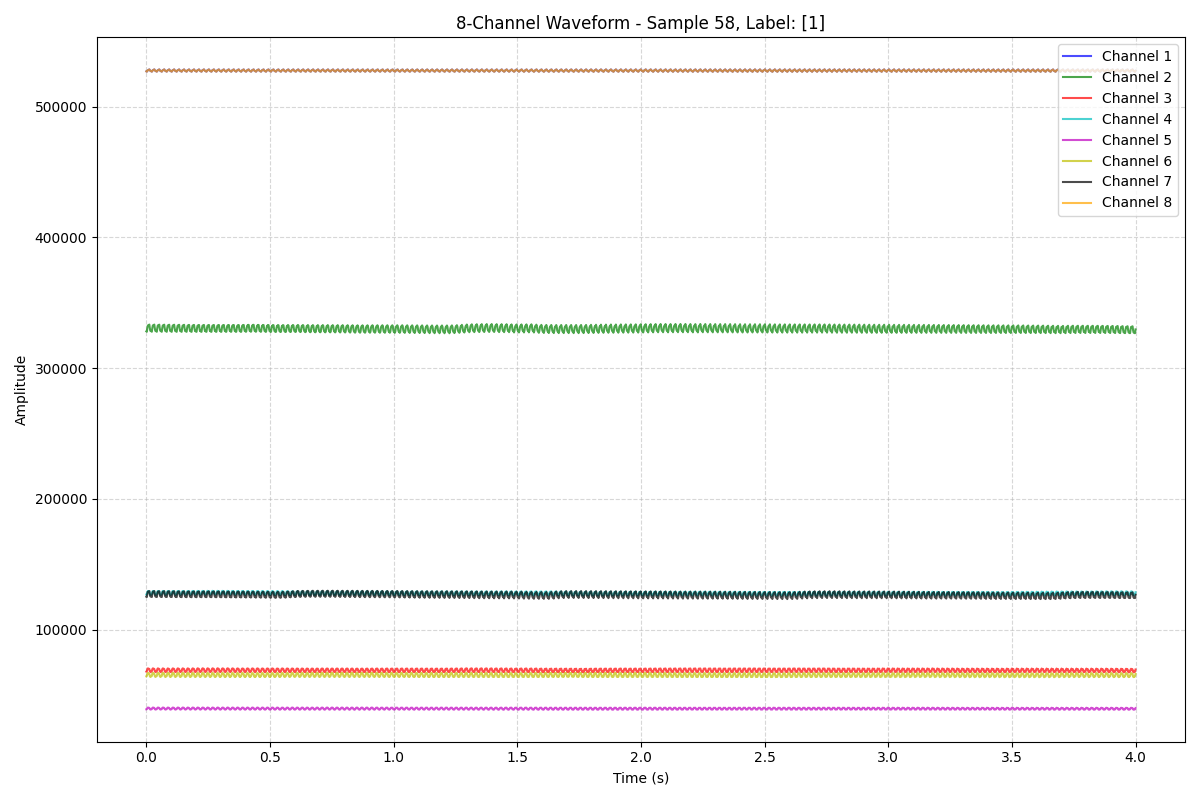 8-Channel Waveform - Sample 58, Label: [1]
Channel 1
Channel 2
Channel 3
Channel 4
Channel 5
Channel 6
Channel 7
Channel 8
500000
400000
300000
200000
100000
Amplitude
0.0 0.5 1.0 1.5 2.0 2.5 3.0 3.5 4.0
Time (s)